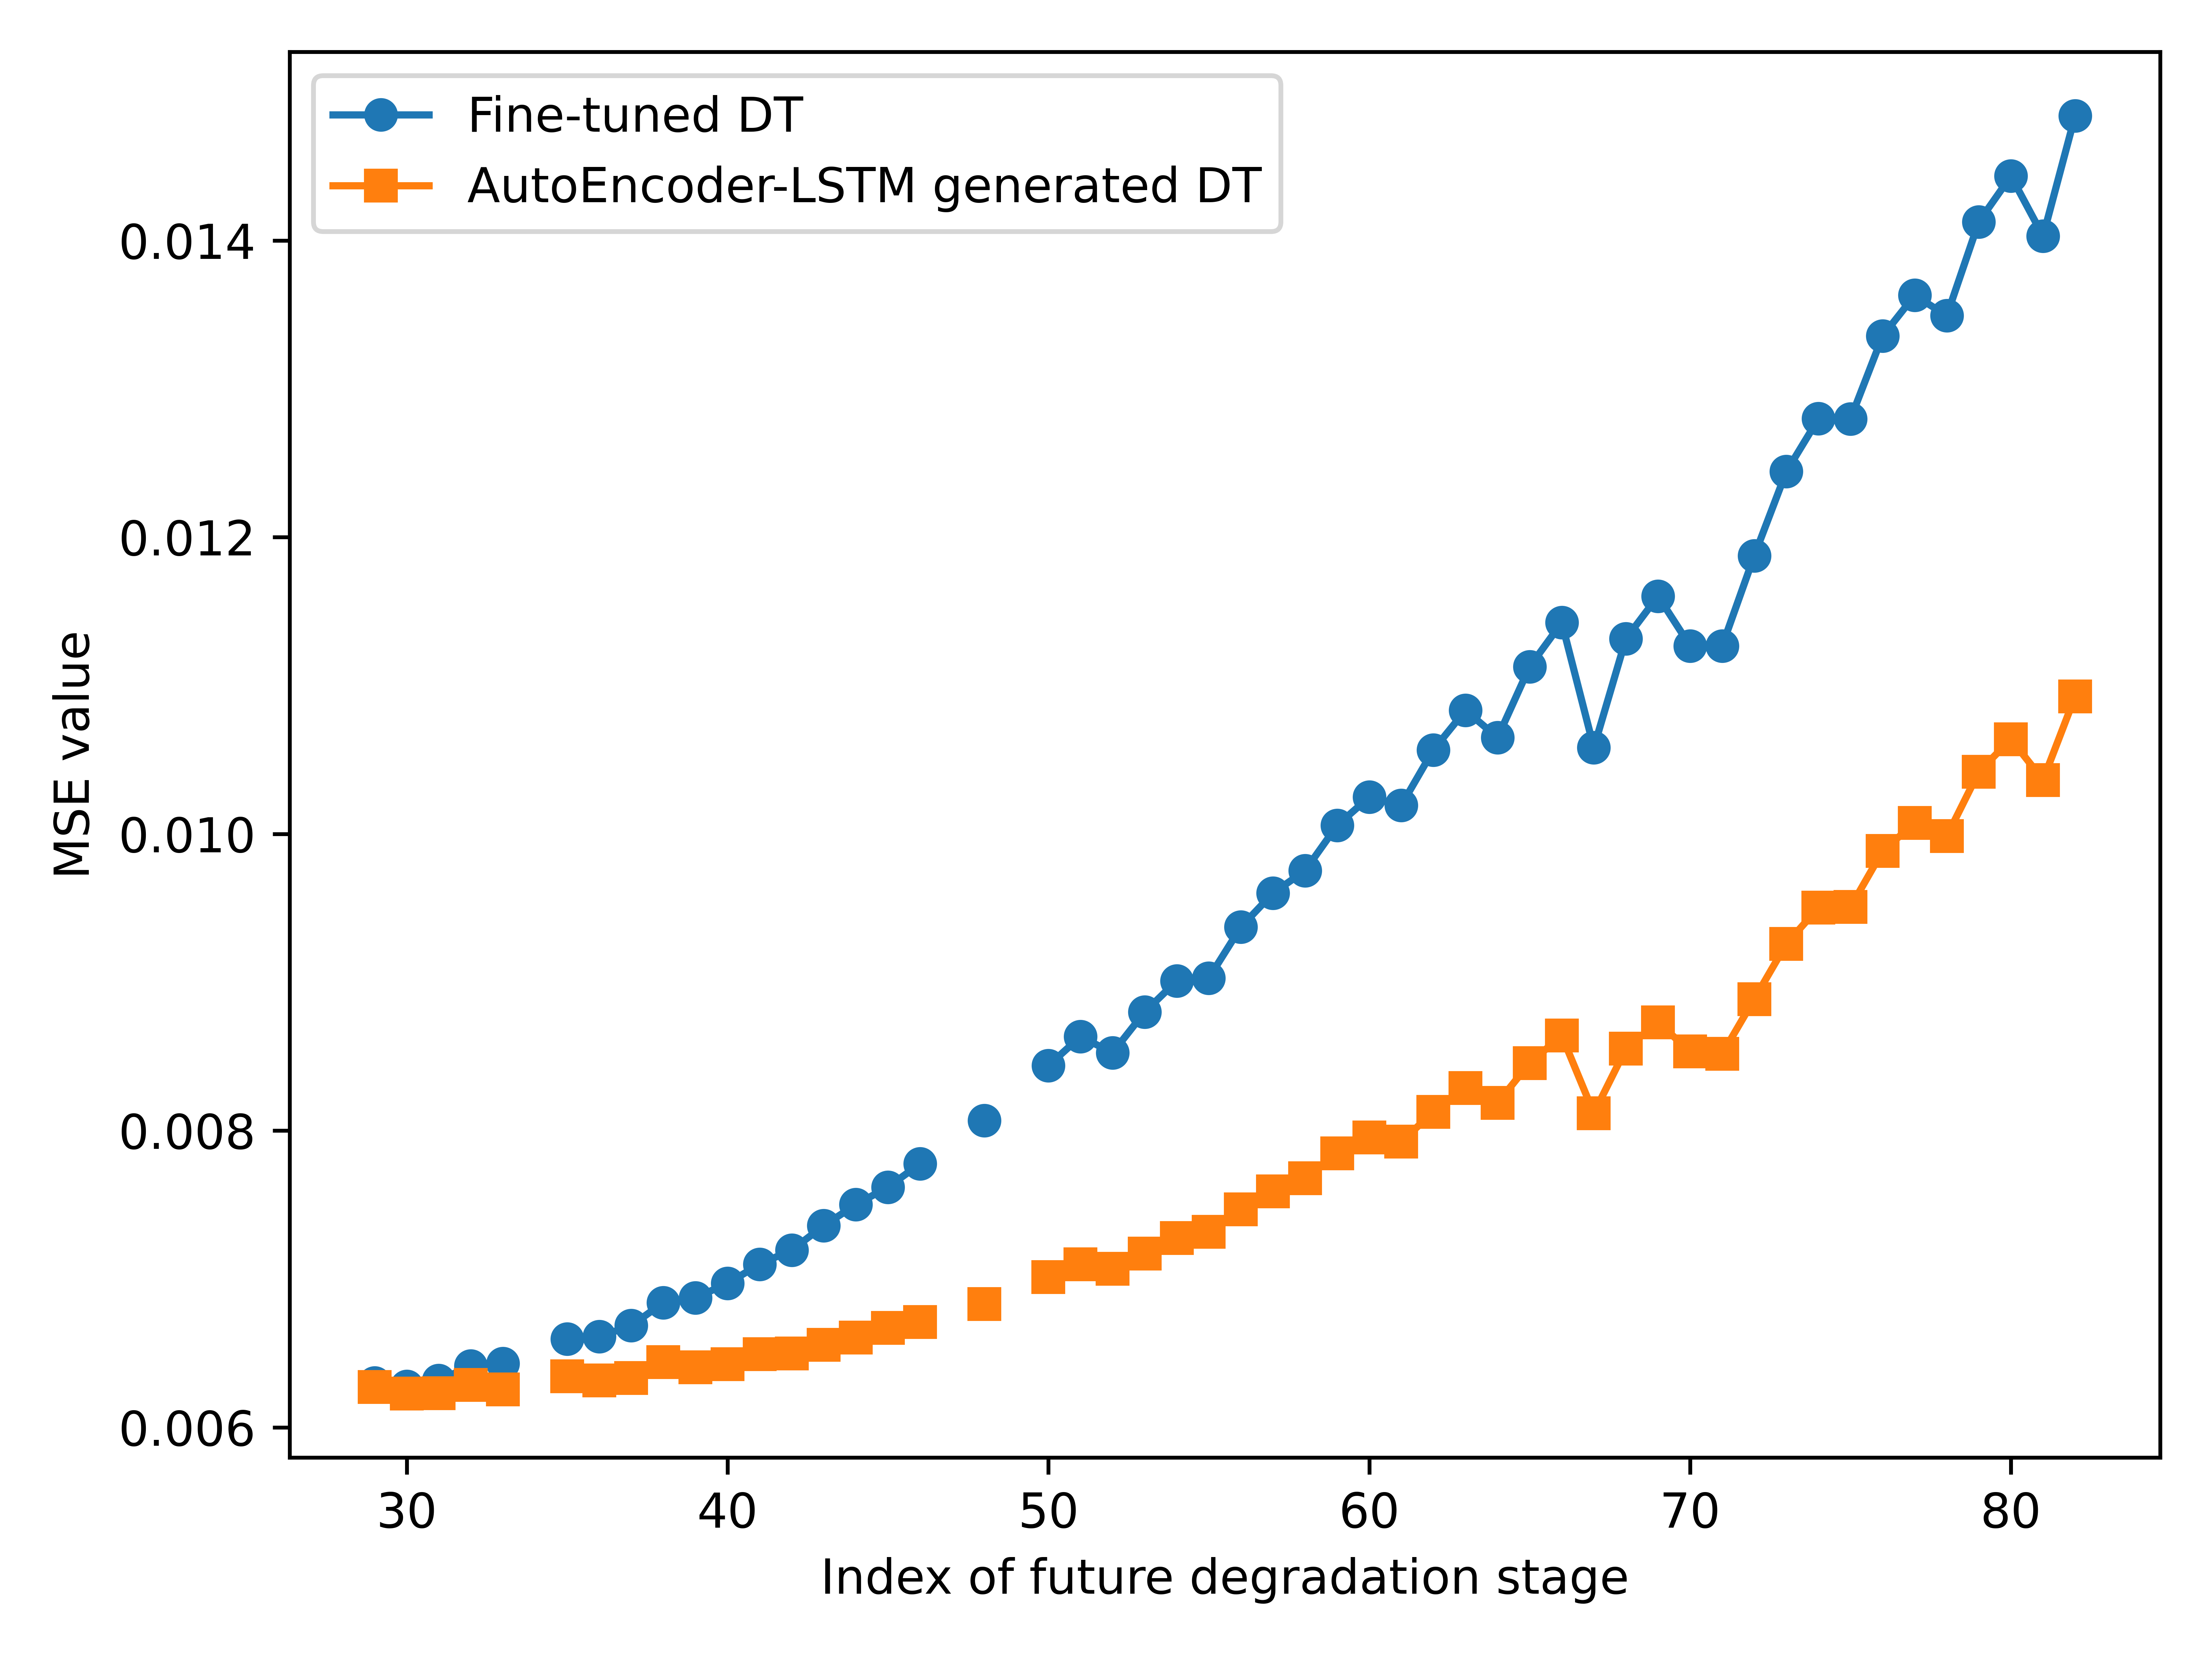 Fine-tuned DT
AutoEncoder-LSTM generated DT
0.014
0.012
0.010
0.008
0.006
MSE value
30 40 50 60 70 80
Index of future degradation stage